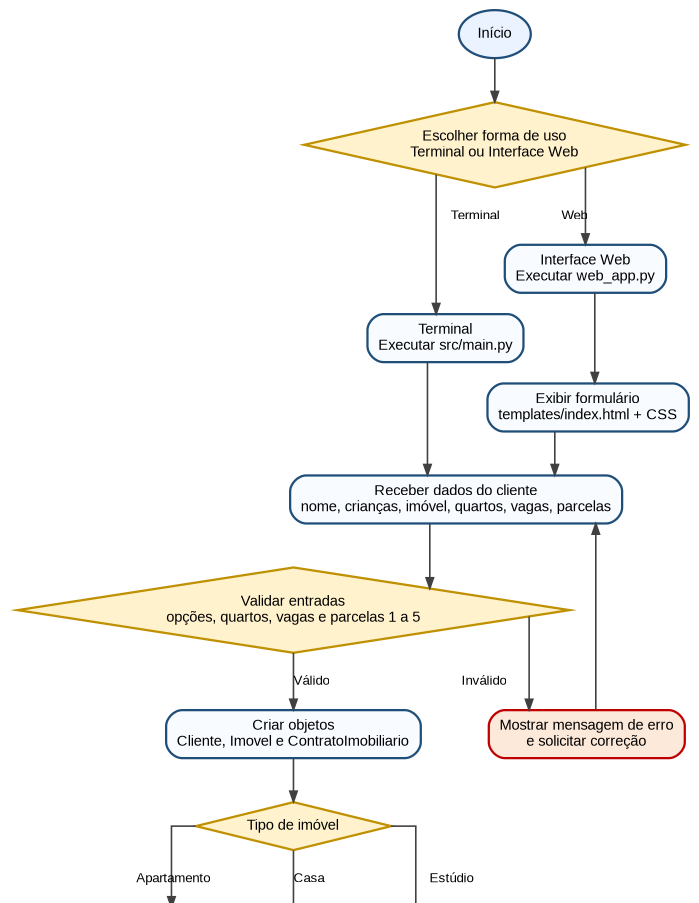 Início
Escolher forma de uso
Terminal ou Interface Web
Terminal
Web
Interface Web
Executar web_app.py
Terminal
Executar src/main.py
Exibir formulário
templates/index.html + CSS
Receber dados do cliente
nome, crianças, imóvel, quartos, vagas, parcelas
Validar entradas
opções, quartos, vagas e parcelas 1 a 5
Válido
Inválido
Criar objetos
Cliente, Imovel e ContratoImobiliario
Mostrar mensagem de erro
e solicitar correção
Tipo de imóvel
Apartamento
Casa
Estúdio